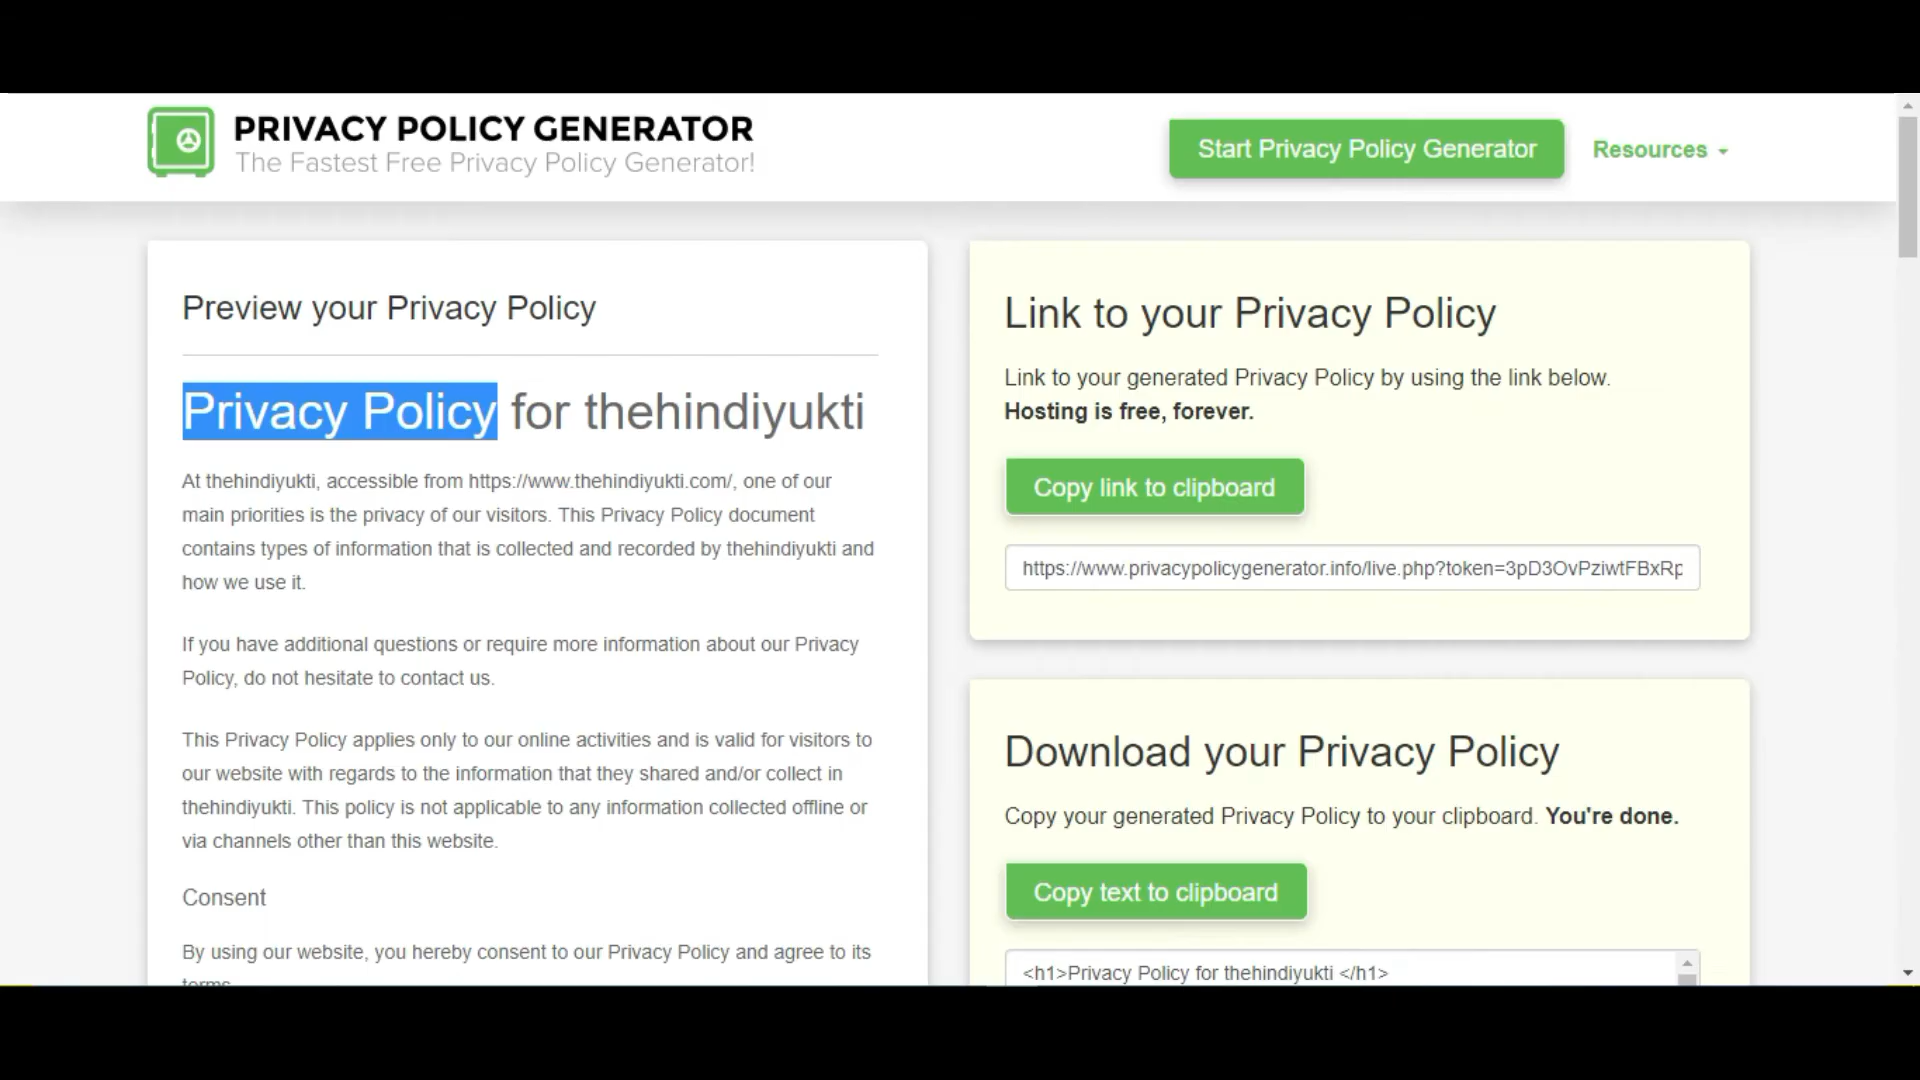 PRIVACY POLICY GENERATOR
The Fastest Free Privacy Policy Generator!
Start Privacy Policy Generator
Resources
Preview your Privacy Policy
Privacy Policy for thehindiyukti
At thehindiyukti, accessible from https://www.thehindiyukti.com/, one of our
main priorities is the privacy of our visitors. This Privacy Policy document
contains types of information that is collected and recorded by thehindiyukti and
how we use it.
If you have additional questions or require more information about our Privacy
Policy, do not hesitate to contact us.
This Privacy Policy applies only to our online activities and is valid for visitors to
our website with regards to the information that they shared and/or collect in
thehindiyukti. This policy is not applicable to any information collected offline or
via channels other than this website.
Consent
By using our website, you hereby consent to our Privacy Policy and agree to its
terms.
Link to your Privacy Policy
Link to your generated Privacy Policy by using the link below.
Hosting is free, forever.
Copy link to clipboard
https://www.privacypolicygenerator.info/live.php?token=3pD3OvPziwtFBxRp
Download your Privacy Policy
Copy your generated Privacy Policy to your clipboard. You're done.
Copy text to clipboard
<h1>Privacy Policy for thehindiyukti </h1>